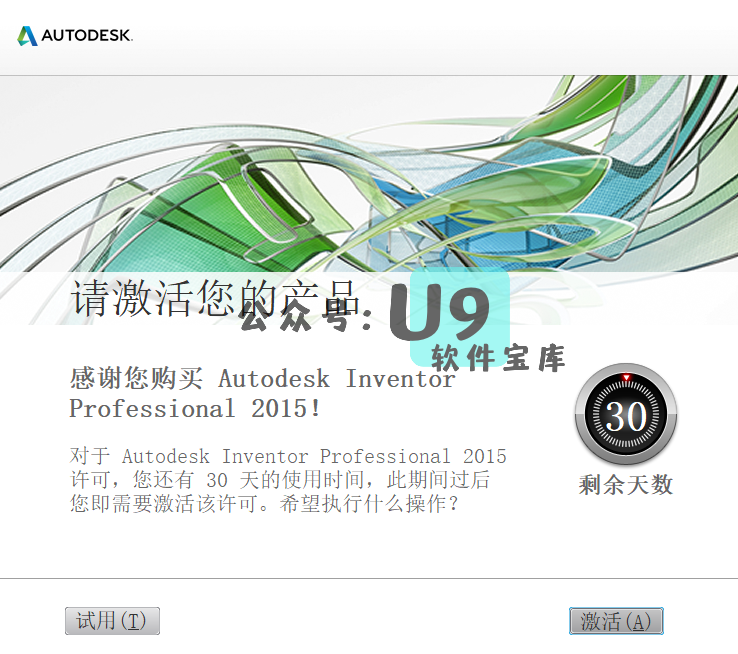 AUTODESK.
请激活您的产品
公众号:U9
软件宝库
感谢您购买 Autodesk Inventor
Professional 2015!
30
剩余天数
对于 Autodesk Inventor Professional 2015
许可，您还有 30 天的使用时间，此期间过后
您即需要激活该许可。希望执行什么操作？
试用(T)
激活(A)